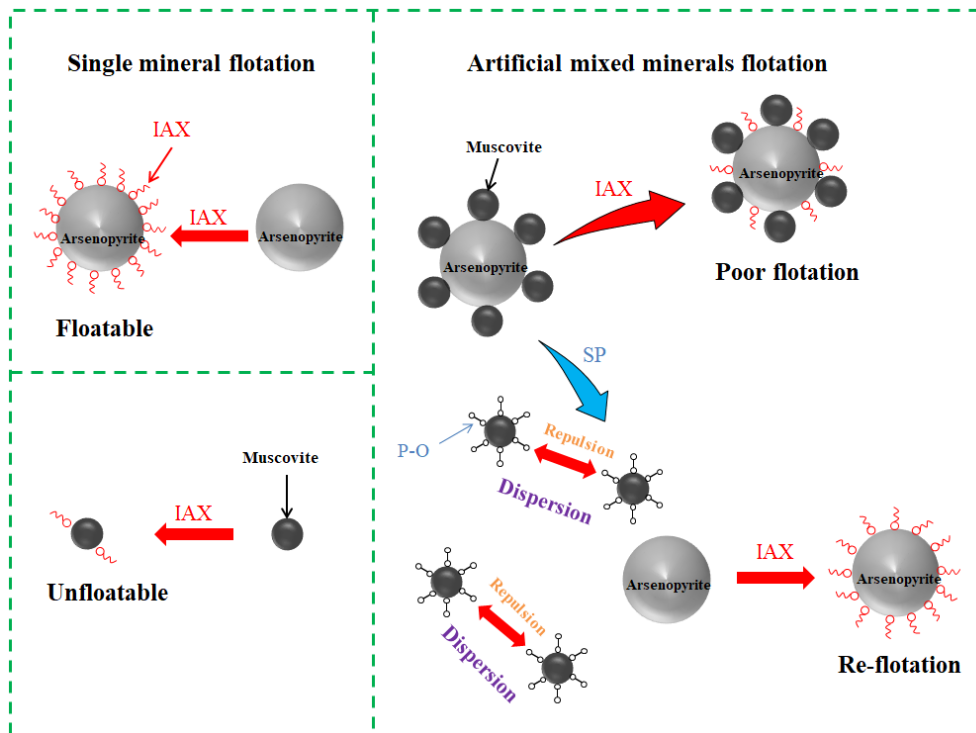 Single mineral flotation
IAX
IAX
Arsenopyrite
Arsenopyrite
Floatable
Muscovite
IAX
Unfloatable
Artificial mixed minerals flotation
Muscovite
IAX
Arsenopyrite
Arsenopyrite
Poor flotation
SP
P-O
Repulsion
Dispersion
Repulsion
Dispersion
IAX
Arsenopyrite
Arsenopyrite
Re-flotation